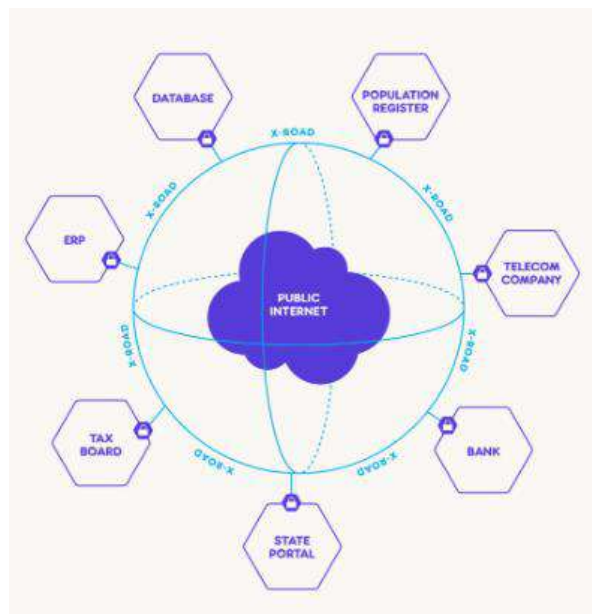 DATABASE
POPULATION
REGISTER
X-ROAD
X-ROAD
X-ROAD
ERP
TELECOM
COMPANY
PUBLIC
INTERNET
X-ROAD
X-ROAD
TAX
BOARD
BANK
X-ROAD
X-ROAD
STATE
PORTAL